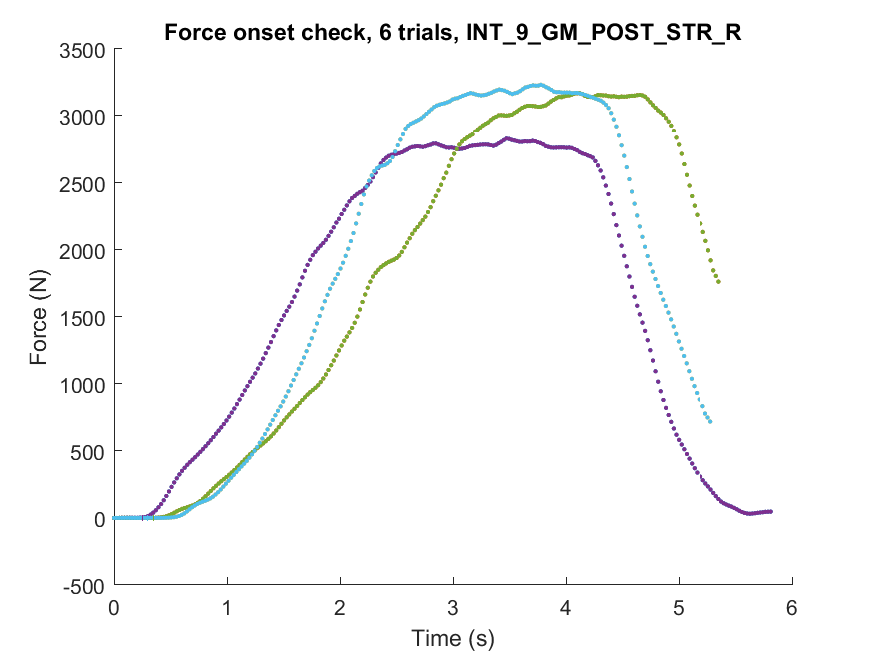 Force onset check, 6 trials, INT_9_GM_POST_STR_R
3500
3000
2500
2000
1500
1000
500
0
-500
Force (N)
0 1 2 3 4 5 6
Time (s)